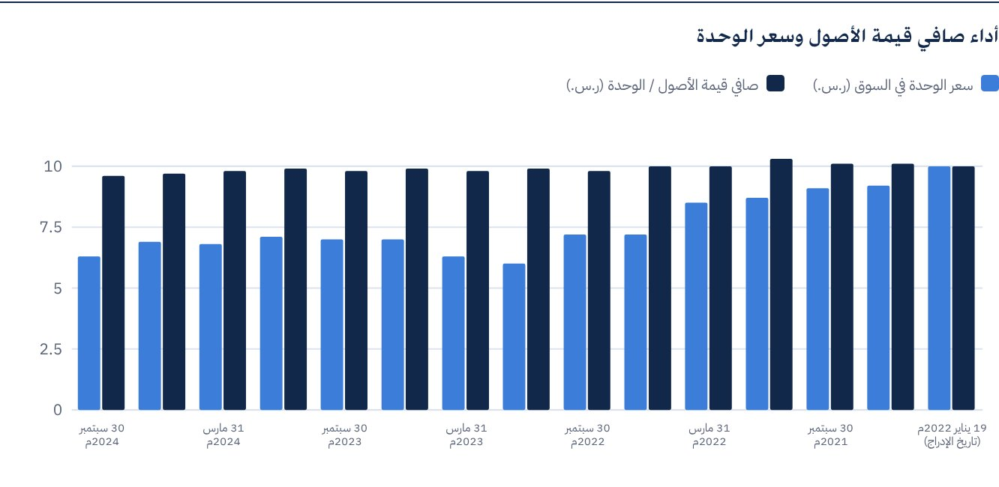 أداء صافي قيمة الأصول وسعر الوحدة
سعر الوحدة في السوق (ر.س.)
صافي قيمة الأصول / الوحدة (ر.س.)
10
7.5
5
2.5
0
19 يناير 2022م
(تاريخ الإدراج)
30 سبتمبر
2021م
31 مارس
2022م
30 سبتمبر
2022م
31 مارس
2023م
30 سبتمبر
2023م
31 مارس
2024م
30 سبتمبر
2024م